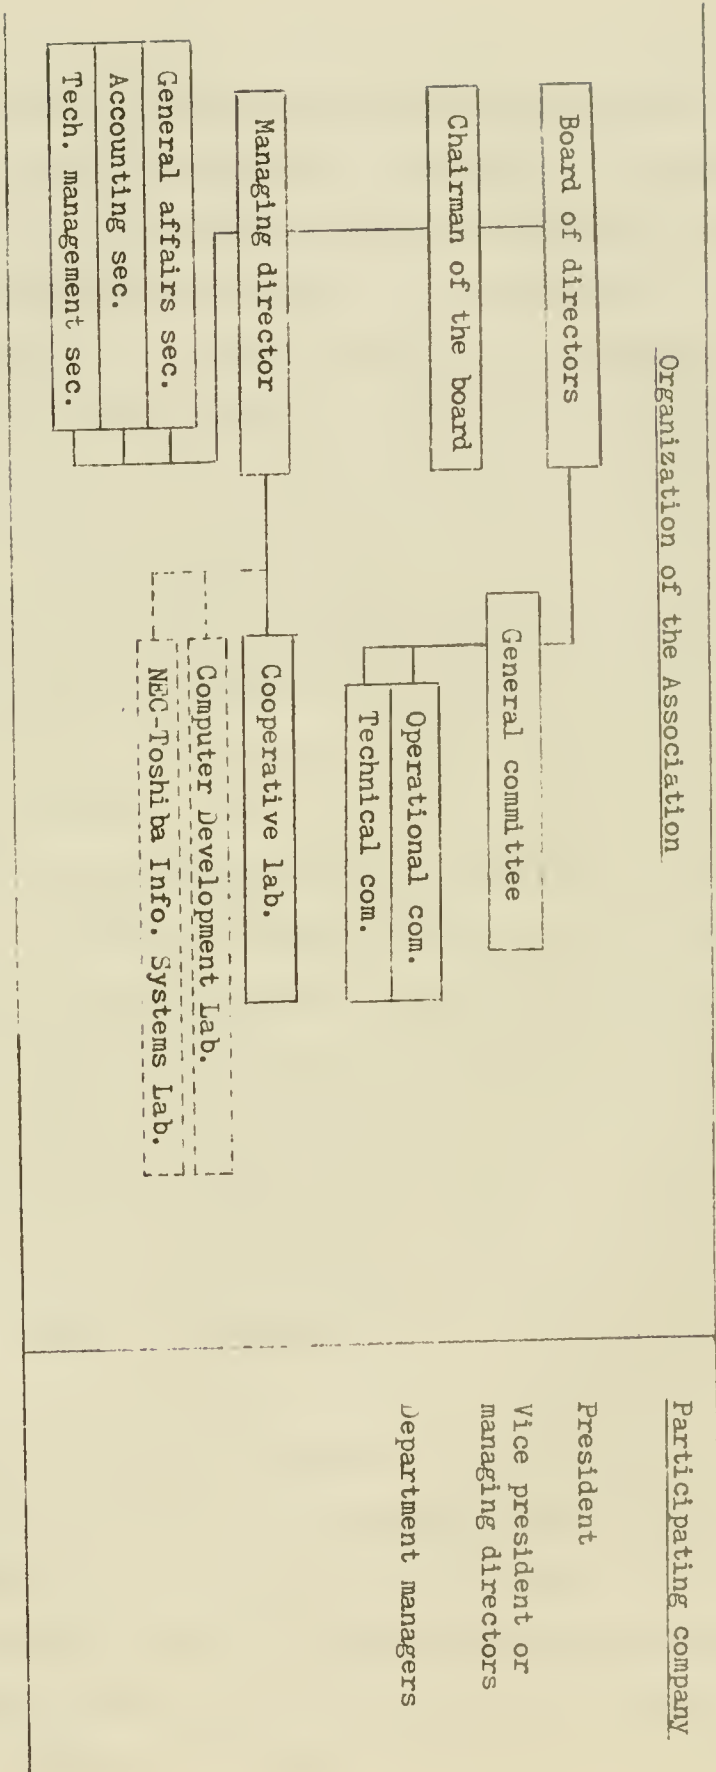 Organization of the Association
Participating company
Board of directors
President
General committee
Vice president or
managing directors
Chairman of the board
Operational com.
Technical com.
Department managers
Managing director
Cooperative lab.
Computer Development Lab.
NEC-Toshiba Info. Systems Lab.
General affairs sec.
Accounting sec.
Tech. management sec.